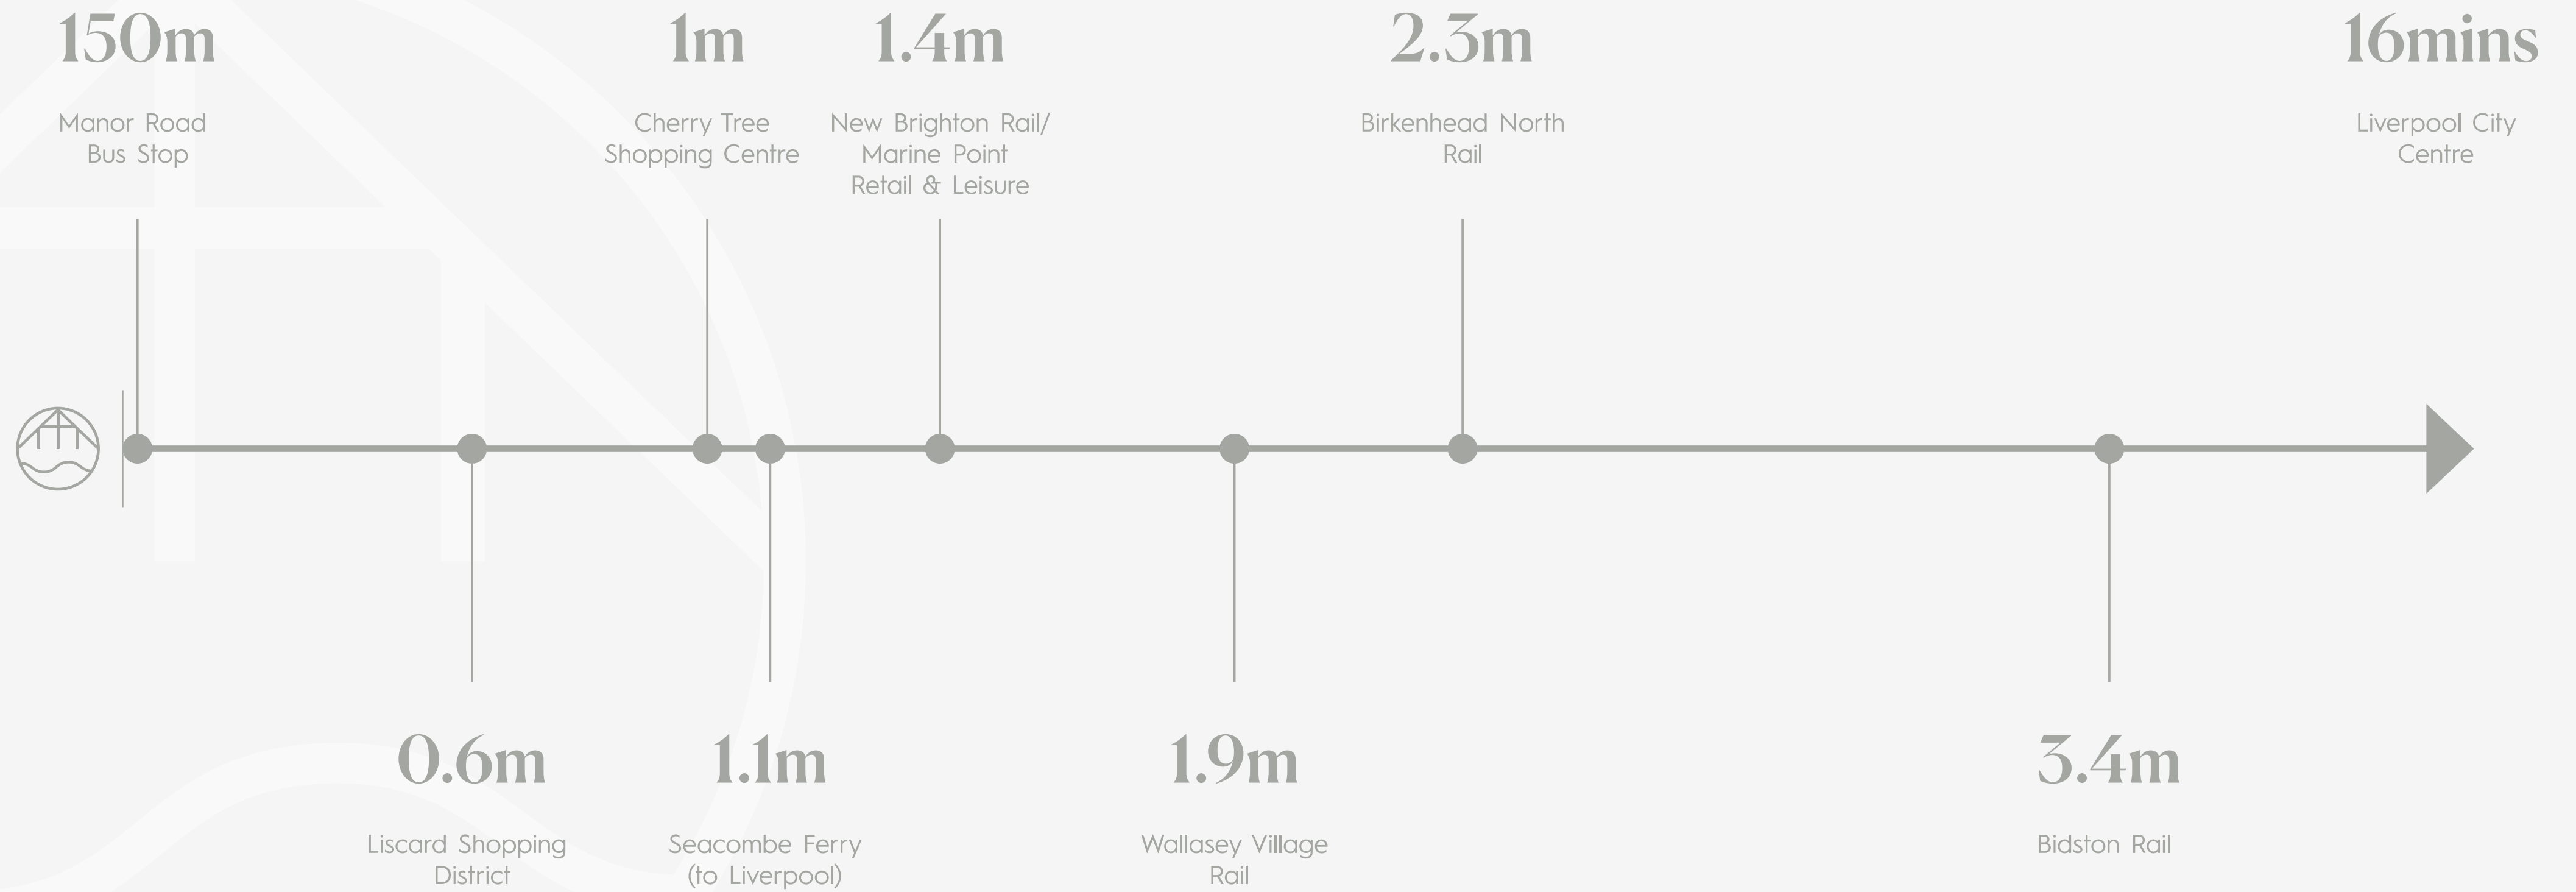 150m
Manor Road
Bus Stop
1m
Cherry Tree
Shopping Centre
1.4m
New Brighton Rail/
Marine Point
Retail & Leisure
2.3m
Birkenhead North
Rail
16mins
Liverpool City
Centre
0.6m
Liscard Shopping
District
1.1m
Seacombe Ferry
(to Liverpool)
1.9m
Wallasey Village
Rail
3.4m
Bidston Rail